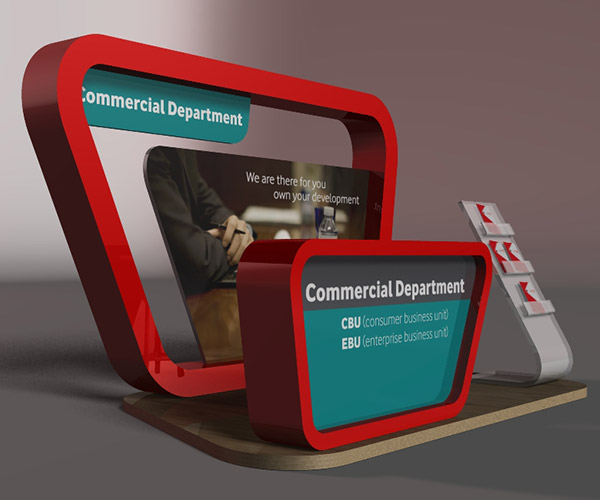 Commercial Department
We are there for you
own your development
Commercial Department
CBU (consumer business unit)
EBU (enterprise business unit)